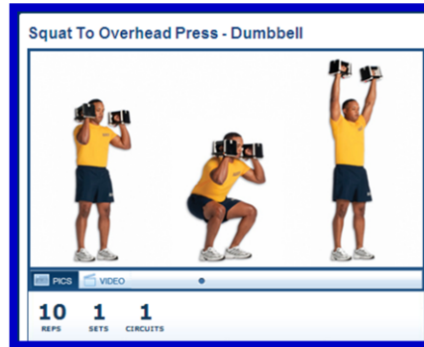 Squat To Overhead Press - Dumbbell
PICS VIDEO
10 1 1
REPS SETS CIRCUITS